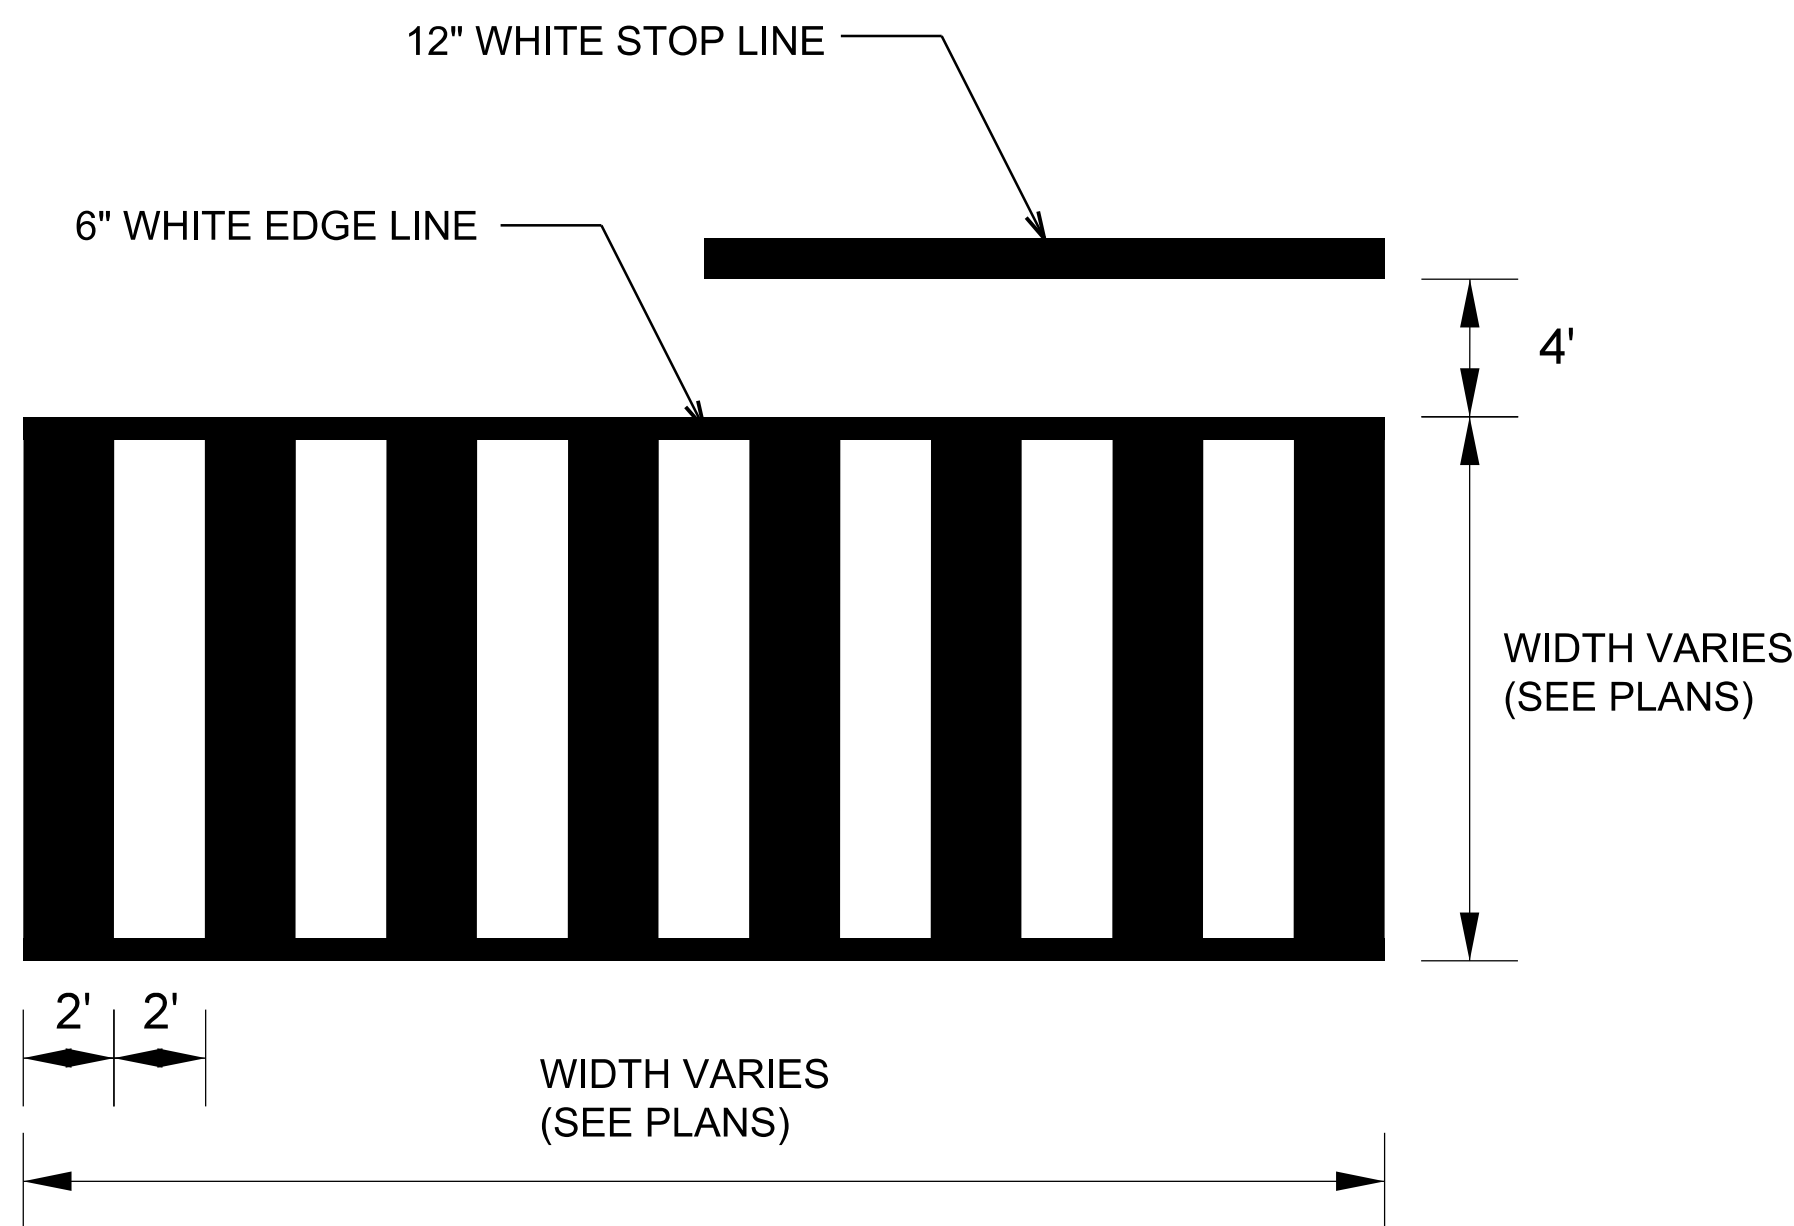 12" WHITE STOP LINE
6" WHITE EDGE LINE
4'
WIDTH VARIES
(SEE PLANS)
2' 2'
WIDTH VARIES
(SEE PLANS)